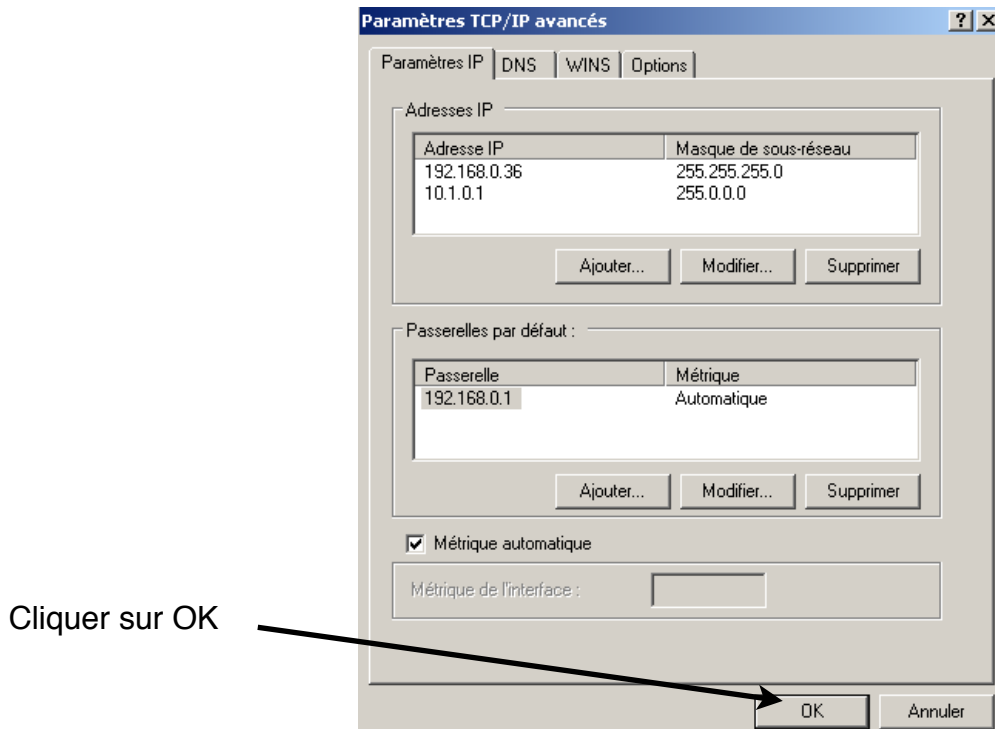 Paramètres TCP/IP avancés
Paramètres IP DNS WINS Options
Adresses IP
Adresse IP Masque de sous-réseau
192.168.0.36 255.255.255.0
10.1.0.1 255.0.0.0
Ajouter... Modifier... Supprimer
Passerelles par défaut :
Passerelle Métrique
192.168.0.1 Automatique
Ajouter... Modifier... Supprimer
Métrique automatique
Métrique de l'interface :
Cliquer sur OK
OK Annuler